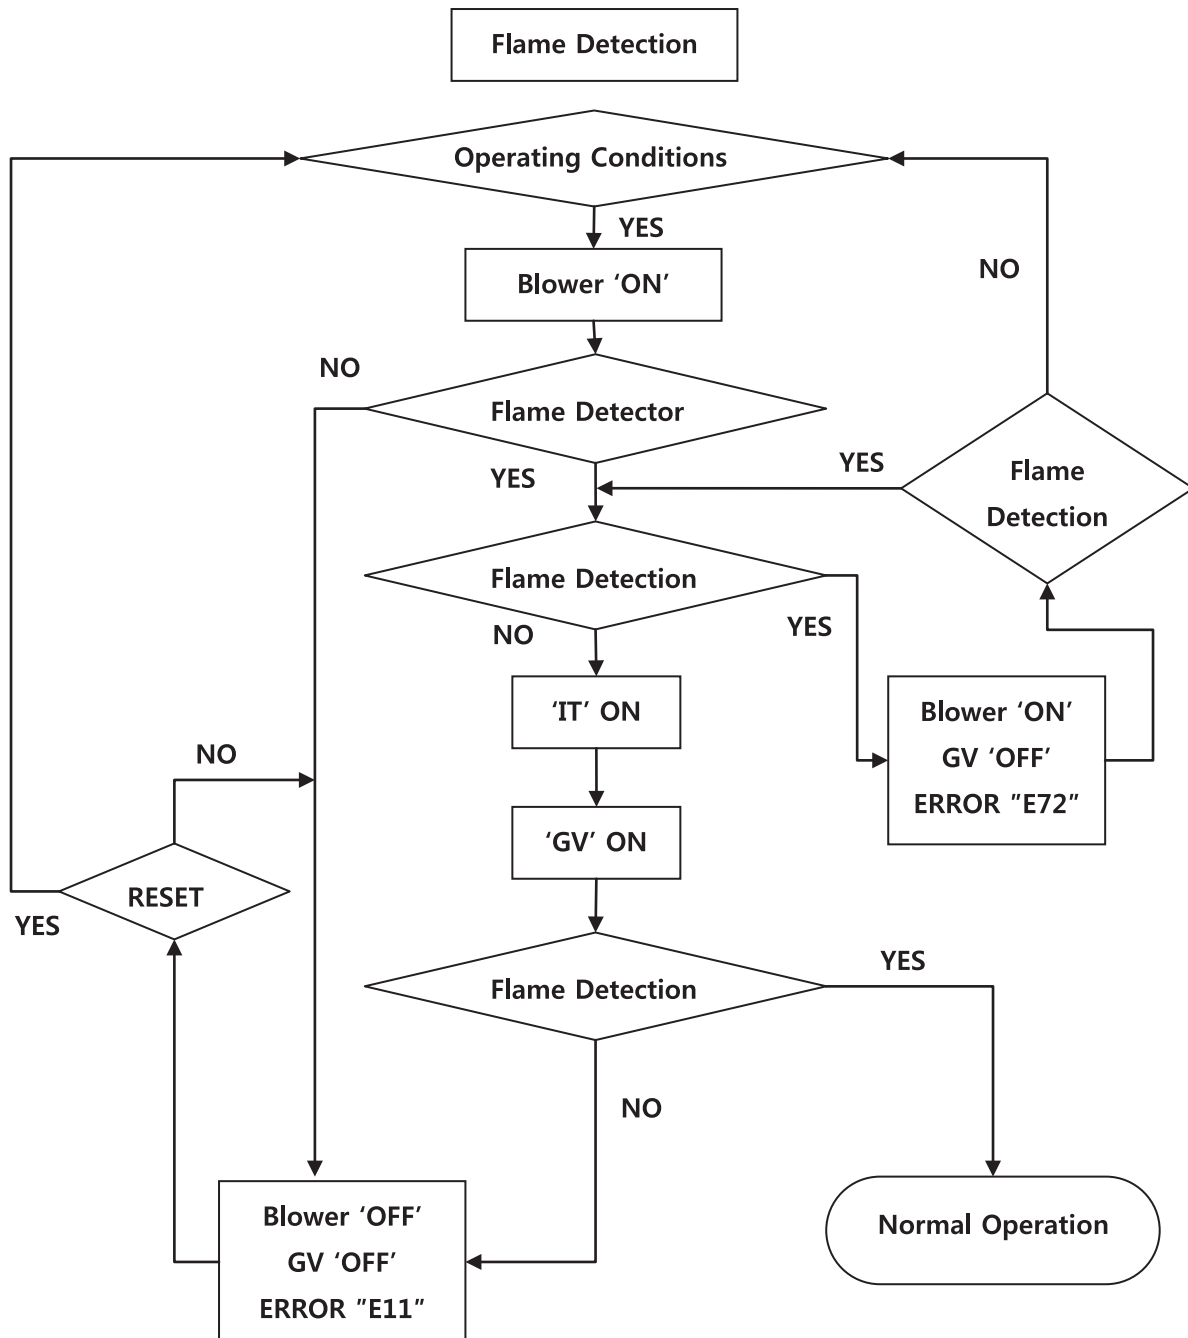 Flame Detection
Operating Conditions
YES
NO
Blower ‘ON’
NO
Flame Detector
YES
YES
Flame
Detection
Flame Detection
YES
NO
‘IT’ ON
Blower ‘ON’
GV ‘OFF’
ERROR ”E72”
NO
‘GV’ ON
RESET
YES
YES
Flame Detection
NO
Blower ‘OFF’
GV ‘OFF’
ERROR ”E11”
Normal Operation